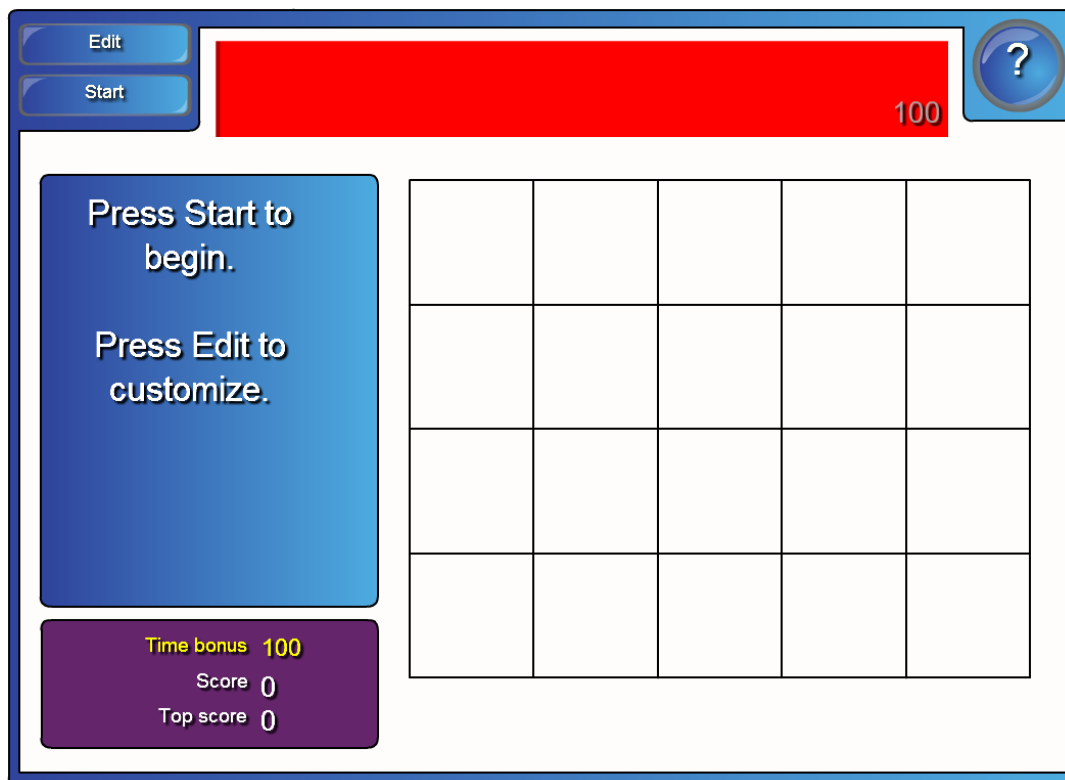 Edit
Start
100
?
Press Start to
begin.
Press Edit to
customize.
Time bonus 100
Score 0
Top score 0